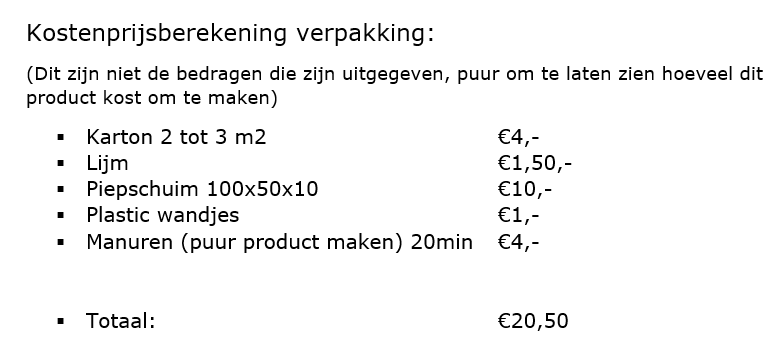 Kostenprijsberekening verpakking:
(Dit zijn niet de bedragen die zijn uitgegeven, puur om te laten zien hoeveel dit
product kost om te maken)
▪ Karton 2 tot 3 m2 €4,-
▪ Lijm €1,50,-
▪ Piepschuim 100x50x10 €10,-
▪ Plastic wandjes €1,-
▪ Manuren (puur product maken) 20min €4,-
▪ Totaal: €20,50